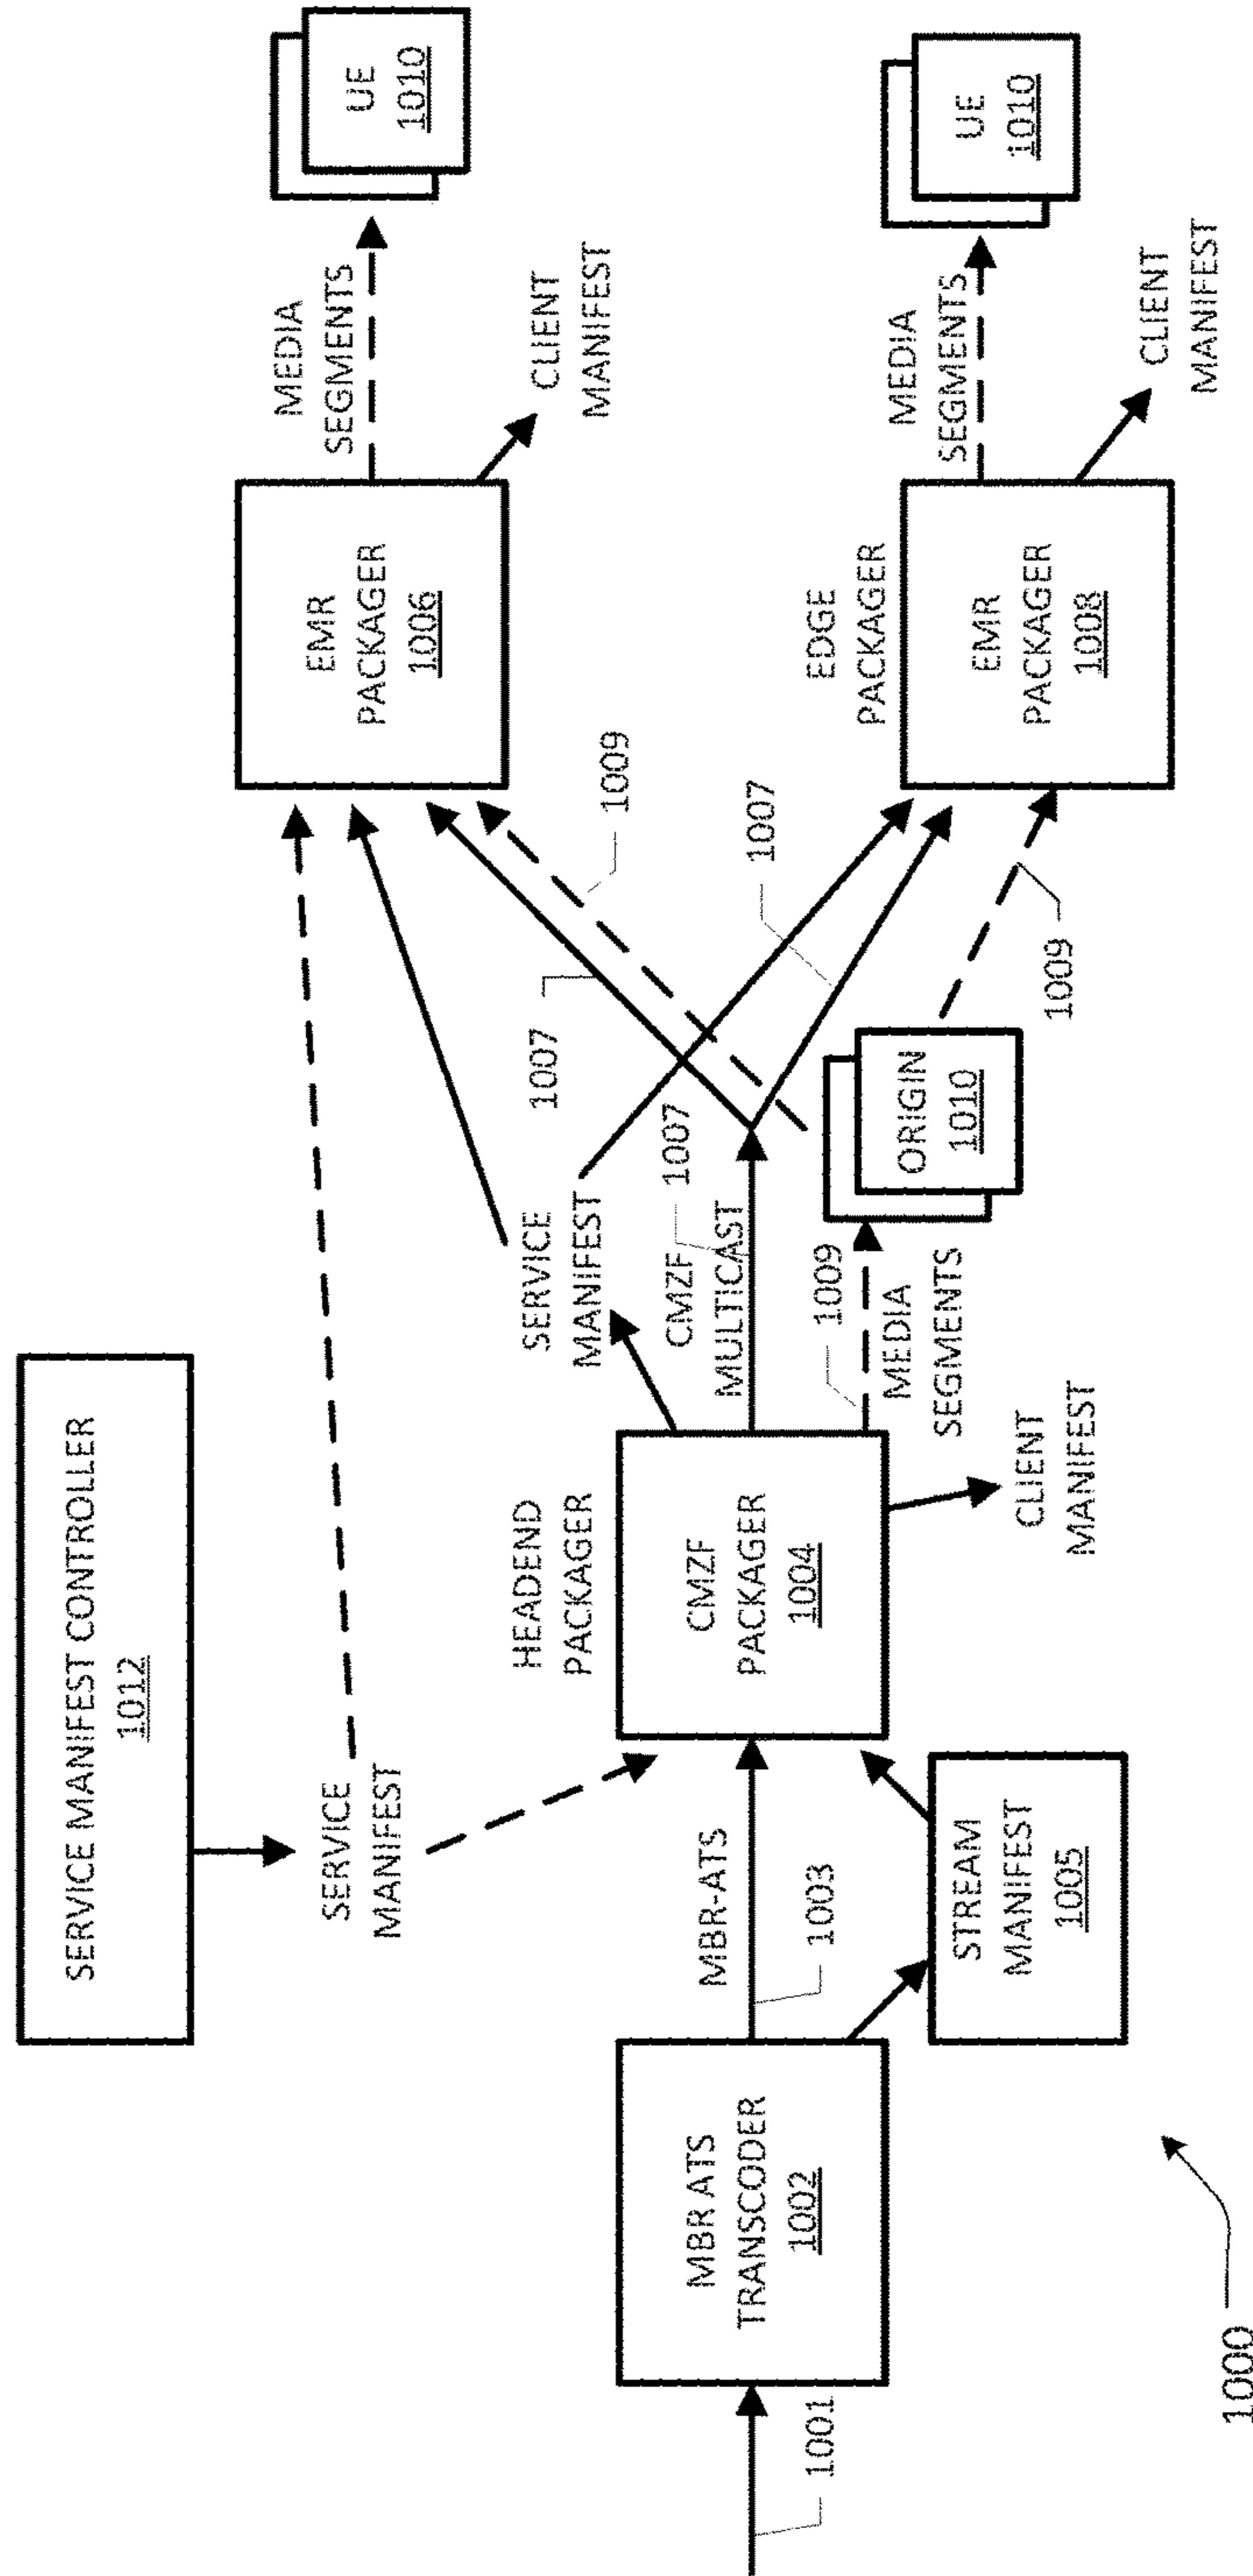 SERVICE MANIFEST CONTROLLER
1012
SERVICE
MANIFEST
1001
MBR ATS
TRANSCODER
1002
MBR-ATS
1003
STREAM
MANIFEST
1005
HEADEND
PACKAGER
CMZF
PACKAGER
1004
CLIENT
MANIFEST
SERVICE
MANIFEST
CMZF
MULTICAST
1007
1009
MEDIA
SEGMENTS
ORIGIN
1010
1007
1009
1007
1009
EMR
PACKAGER
1006
MEDIA
SEGMENTS
CLIENT
MANIFEST
UE
1010
EDGE
PACKAGER
EMR
PACKAGER
1008
MEDIA
SEGMENTS
CLIENT
MANIFEST
UE
1010
1000